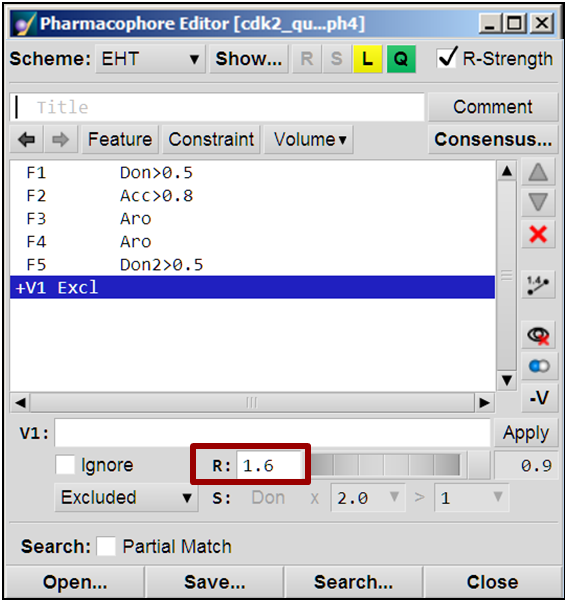 Pharmacophore Editor [cdk2_qu...ph4]
Scheme: EHT Show... R S L Q R-Strength
Title Comment
Feature Constraint Volume Consensus...
F1 Don>0.5
F2 Acc>0.8
F3 Aro
F4 Aro
F5 Don2>0.5
+V1 Excl
1.4
-V
V1: Apply
Ignore R: 1.6 0.9
Excluded S: Don x 2.0 > 1
Search: Partial Match
Open... Save... Search... Close